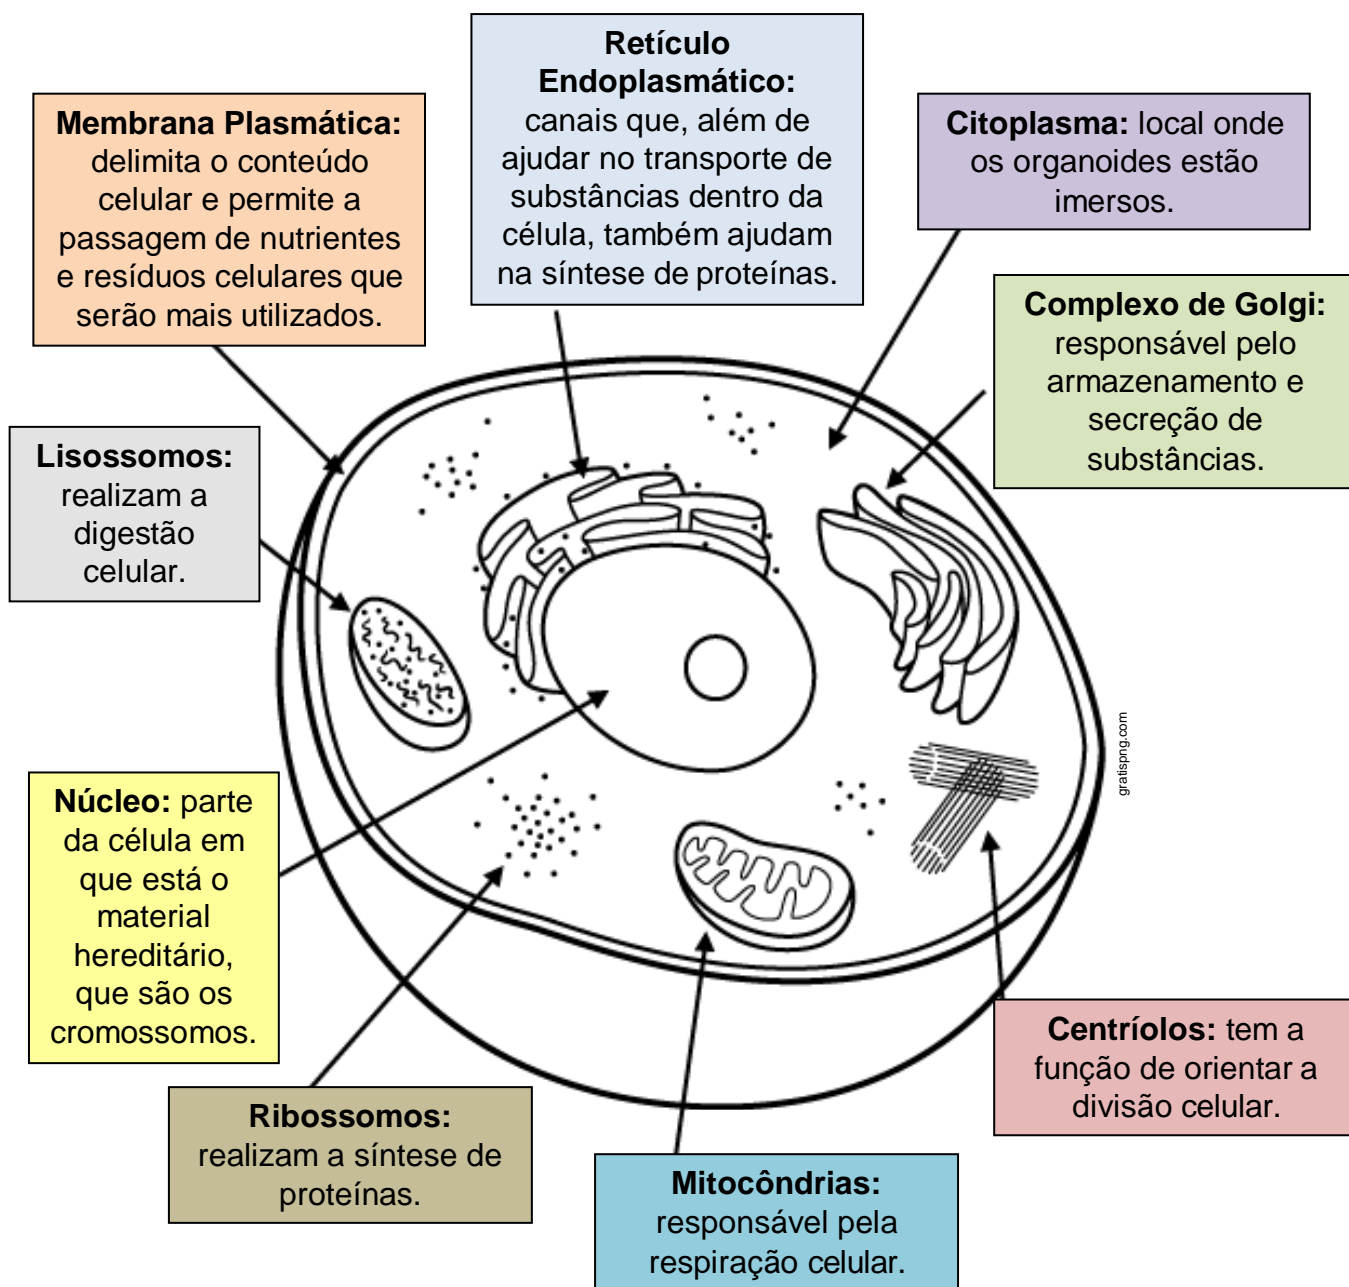 Retículo
Endoplasmático:
canais que, além de
ajudar no transporte de
substâncias dentro da
célula, também ajudam
na síntese de proteínas.
Membrana Plasmática:
delimita o conteúdo
celular e permite a
passagem de nutrientes
e resíduos celulares que
serão mais utilizados.
Citoplasma: local onde
os organoides estão
imersos.
Complexo de Golgi:
responsável pelo
armazenamento e
secreção de
substâncias.
Lisossomos:
realizam a
digestão
celular.
gratispng.com
Núcleo: parte
da célula em
que está o
material
hereditário,
que são os
cromossomos.
Centríolos: tem a
função de orientar a
divisão celular.
Ribossomos:
realizam a síntese de
proteínas.
Mitocôndrias:
responsável pela
respiração celular.